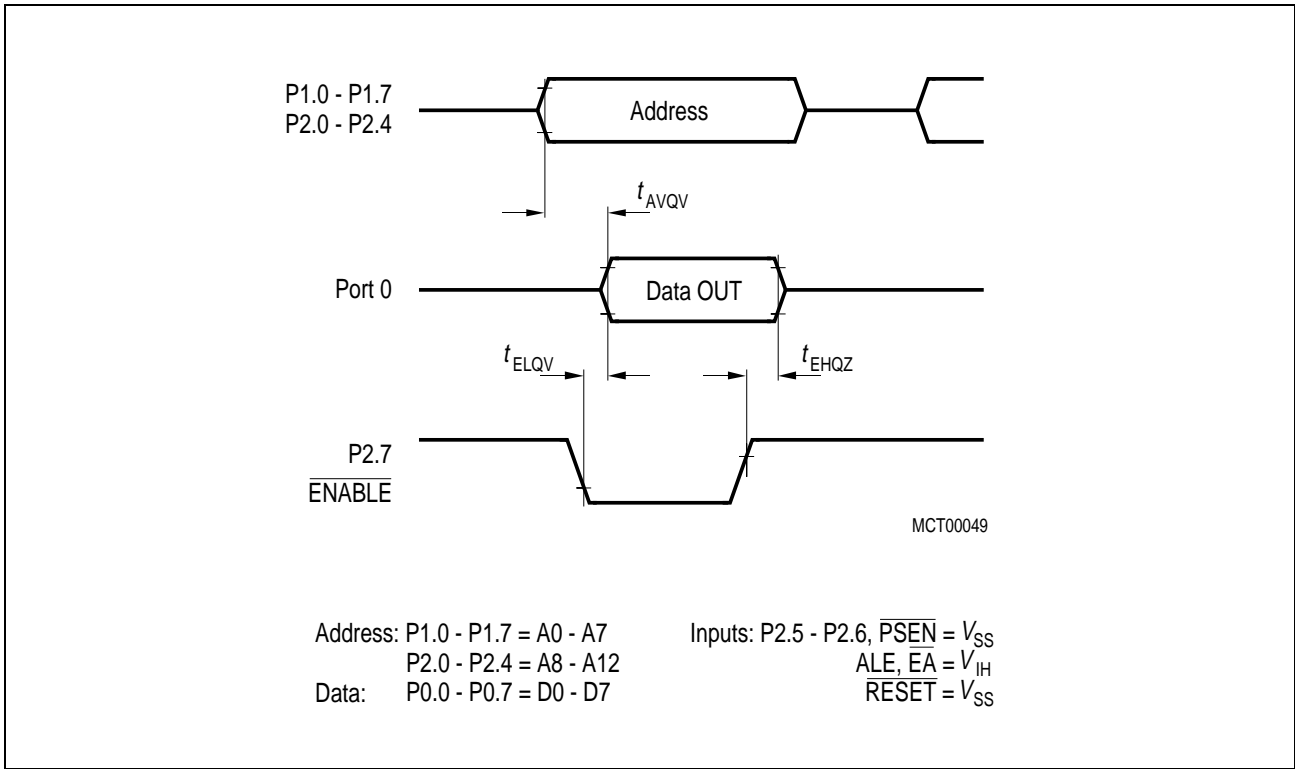 P1.0 - P1.7
P2.0 - P2.4
Address
tAVQV
Port 0
Data OUT
tELQV
tEHQZ
P2.7
ENABLE
MCT00049
Address: P1.0 - P1.7 = A0 - A7
P2.0 - P2.4 = A8 - A12
Data: P0.0 - P0.7 = D0 - D7
Inputs: P2.5 - P2.6, PSEN = VSS
ALE, EA = VIH
RESET = VSS